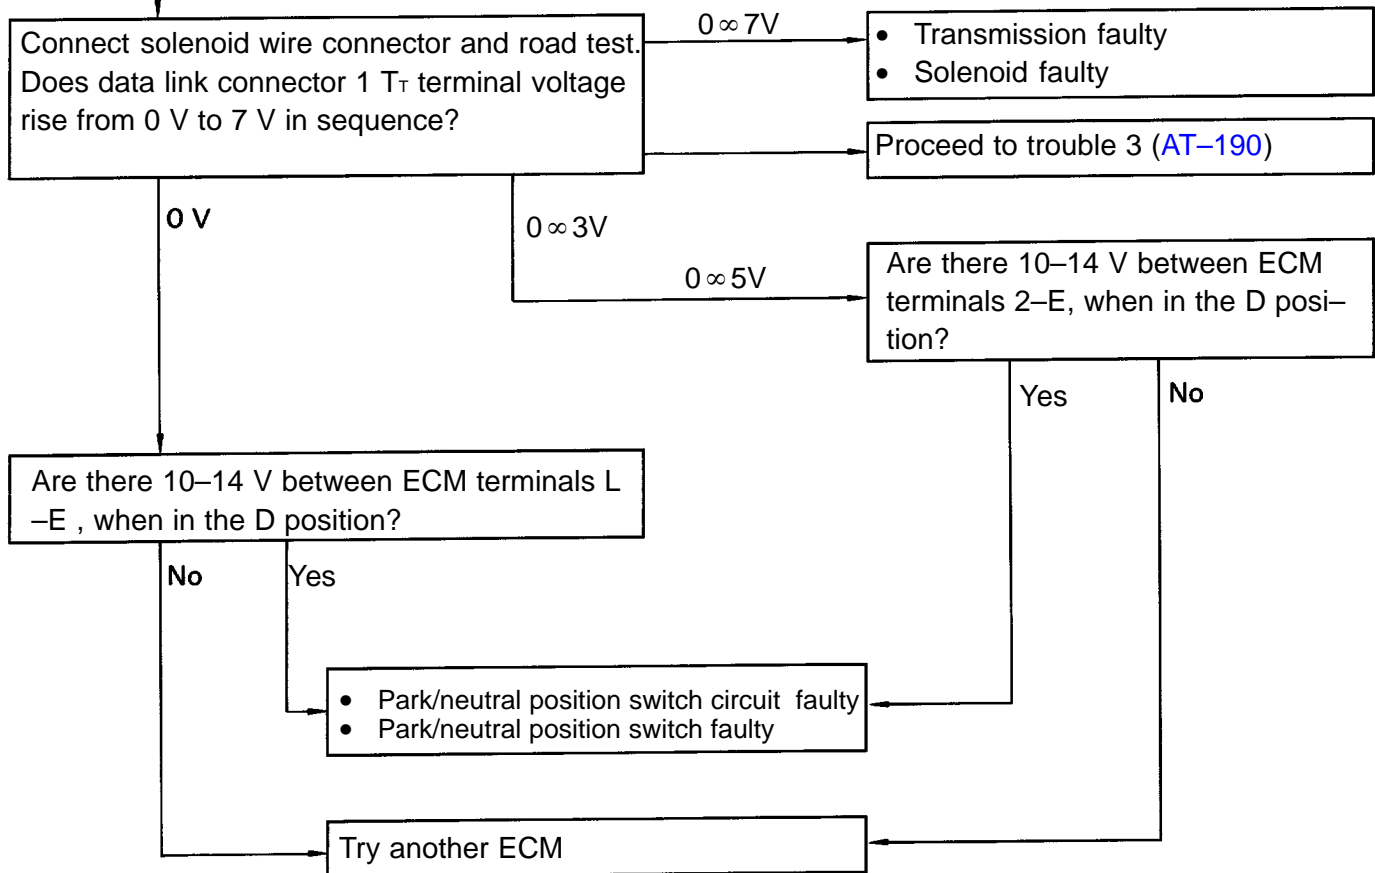 Connect solenoid wire connector and road test.
Does data link connector 1 TT terminal voltage
rise from 0 V to 7 V in sequence?
0 ∞ 7V
• Transmission faulty
• Solenoid faulty
Proceed to trouble 3 (AT–190)
0 V
0 ∞ 3V
0 ∞ 5V
Are there 10–14 V between ECM
terminals 2–E, when in the D posi–
tion?
Yes
No
Are there 10–14 V between ECM terminals L
–E , when in the D position?
No
Yes
• Park/neutral position switch circuit faulty
• Park/neutral position switch faulty
Try another ECM